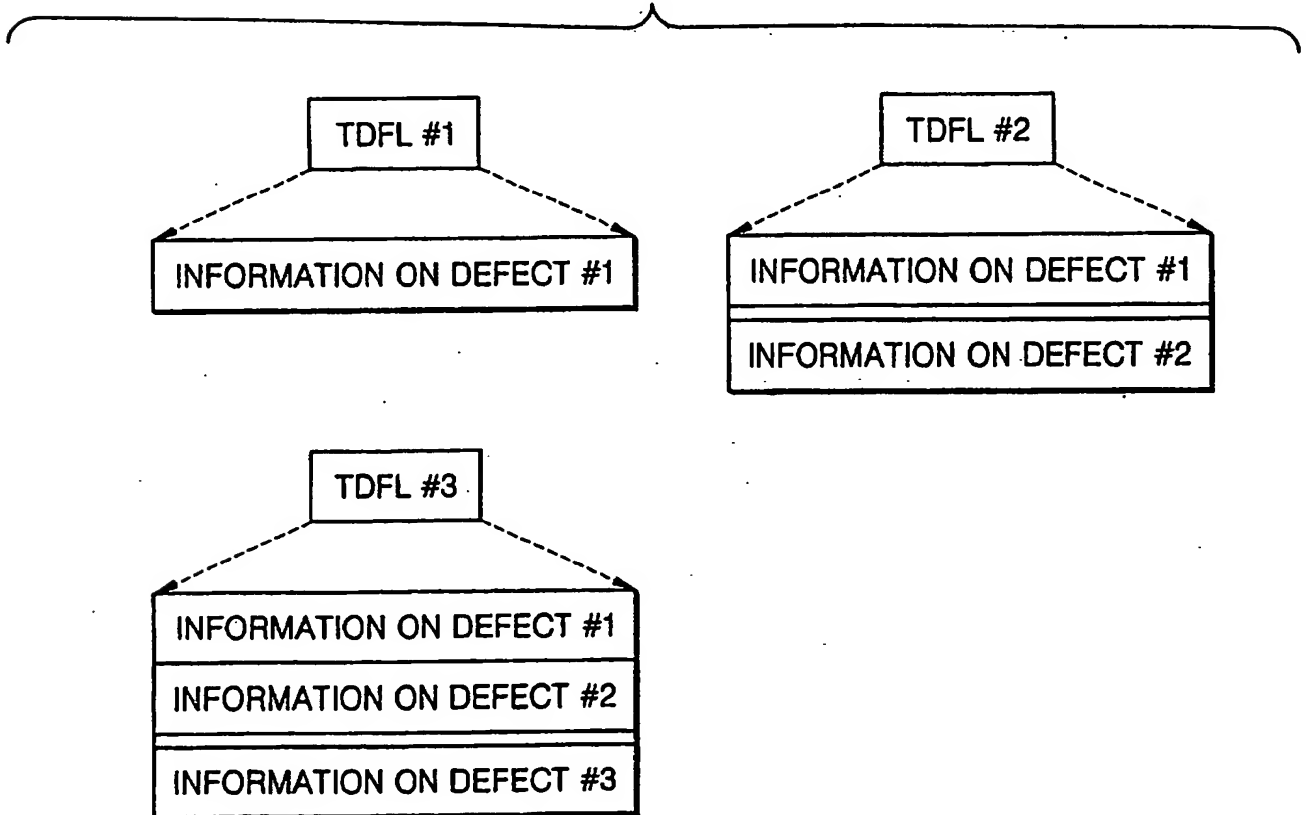 TDFL #1
INFORMATION ON DEFECT #1
TDFL #2
INFORMATION ON DEFECT #1
INFORMATION ON DEFECT #2
TDFL #3
INFORMATION ON DEFECT #1
INFORMATION ON DEFECT #2
INFORMATION ON DEFECT #3